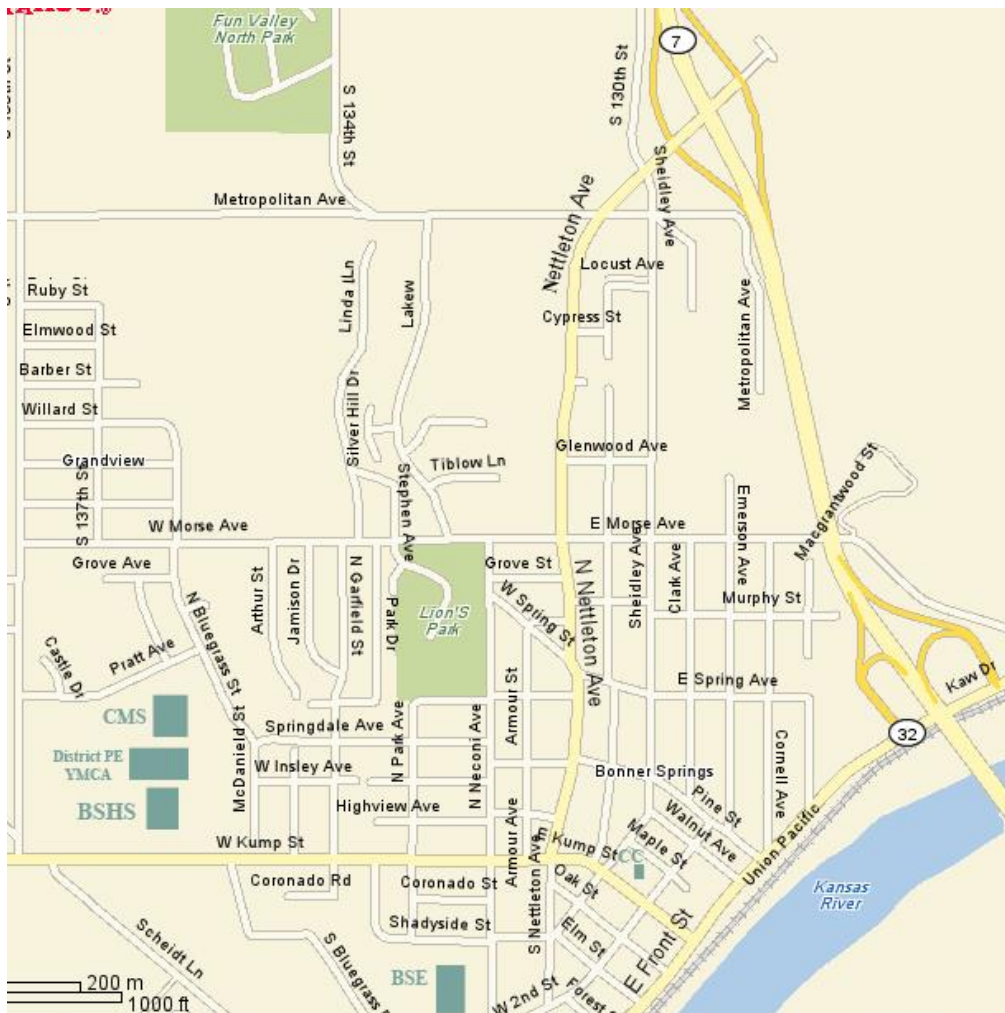 Fun Valley
North Park
7
S 130th St
S 134th St
Sheidley Ave
Metropolitan Ave
Nettleton Ave
Locust Ave
Ruby St
Linda Ln
Lakew
Cypress St
Metropolitan Ave
Elmwood St
Barber St
Willard St
Silver Hill Dr
Glenwood Ave
Grandview
Tiblow Ln
S 137th St
Stephen Ave
Emerson Ave
Macgrantwood St
W Morse Ave
E Morse Ave
Grove Ave
Grove St
Arthur St
Jamison Dr
N Garfield St
Park Dr
Lion'S
Park
W Spring St
N Nettleton Ave
Sheidley Ave
Clark Ave
Murphy St
N Bluegrass St
Castle Dr
Pratt Ave
E Spring Ave
Kaw Dr
CMS
McDanield St
Springdale Ave
N Park Ave
N Neconi Ave
Armour St
Cornell Ave
32
District PE
YMCA
W Insley Ave
Bonner Springs
Pine St
BSHS
Highview Ave
Armour Ave
Walnut Ave
Maple St
Union Pacific
W Kump St
Kump St
CC
Coronado Rd
Coronado St
Oak St
Kansas
River
Shadyside St
S Nettleton Ave
Elm St
E Front St
Scheidt Ln
S Bluegrass
BSE
W 2nd St
Forest
200 m
1000 ft